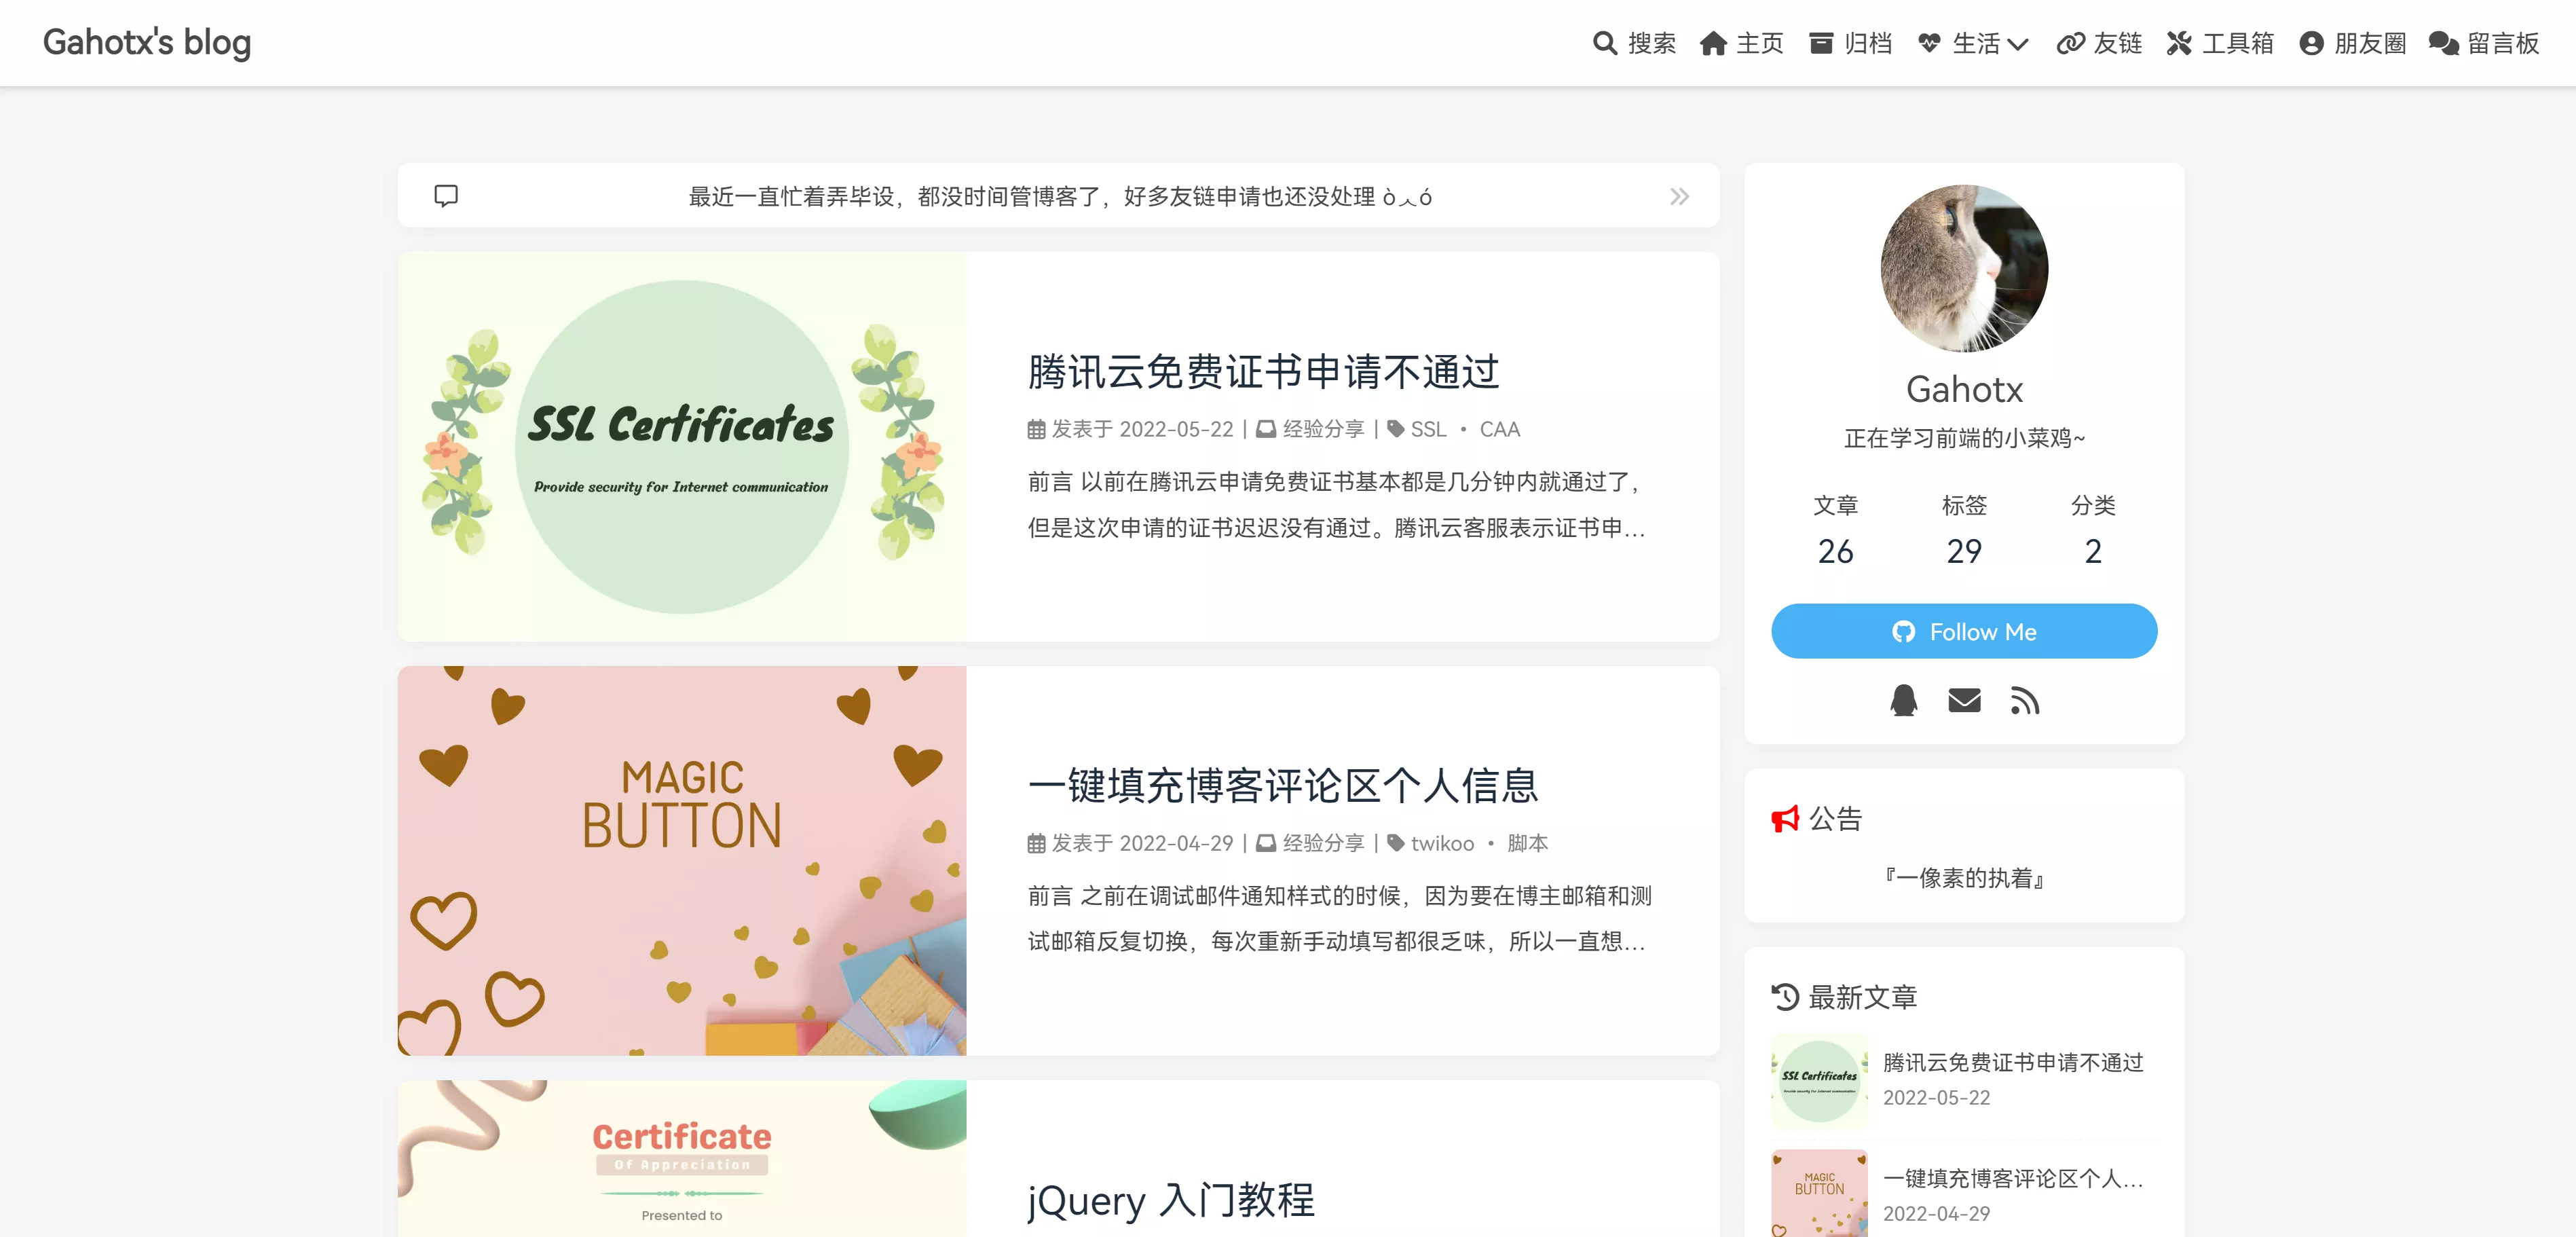 Gahotx's blog
搜索 主页 归档 生活 友链 工具箱 朋友圈 留言板
最近一直忙着弄毕设，都没时间管博客了，好多友链申请也还没处理 ò෴ó
SSL Certificates
Provide security for Internet communication
腾讯云免费证书申请不通过
发表于 2022-05-22 | 经验分享 | SSL • CAA
前言 以前在腾讯云申请免费证书基本都是几分钟内就通过了，
但是这次申请的证书迟迟没有通过。腾讯云客服表示证书申...
MAGIC
BUTTON
一键填充博客评论区个人信息
发表于 2022-04-29 | 经验分享 | twikoo • 脚本
前言 之前在调试邮件通知样式的时候，因为要在博主邮箱和测
试邮箱反复切换，每次重新手动填写都很乏味，所以一直想...
Certificate
Of Appreciation
Presented to
jQuery 入门教程
Gahotx
正在学习前端的小菜鸡~
文章 标签 分类
26 29 2
Follow Me
公告
『一像素的执着』
最新文章
SSL Certificates
Provide security for Internet communication
腾讯云免费证书申请不通过
2022-05-22
MAGIC
BUTTON
一键填充博客评论区个人...
2022-04-29